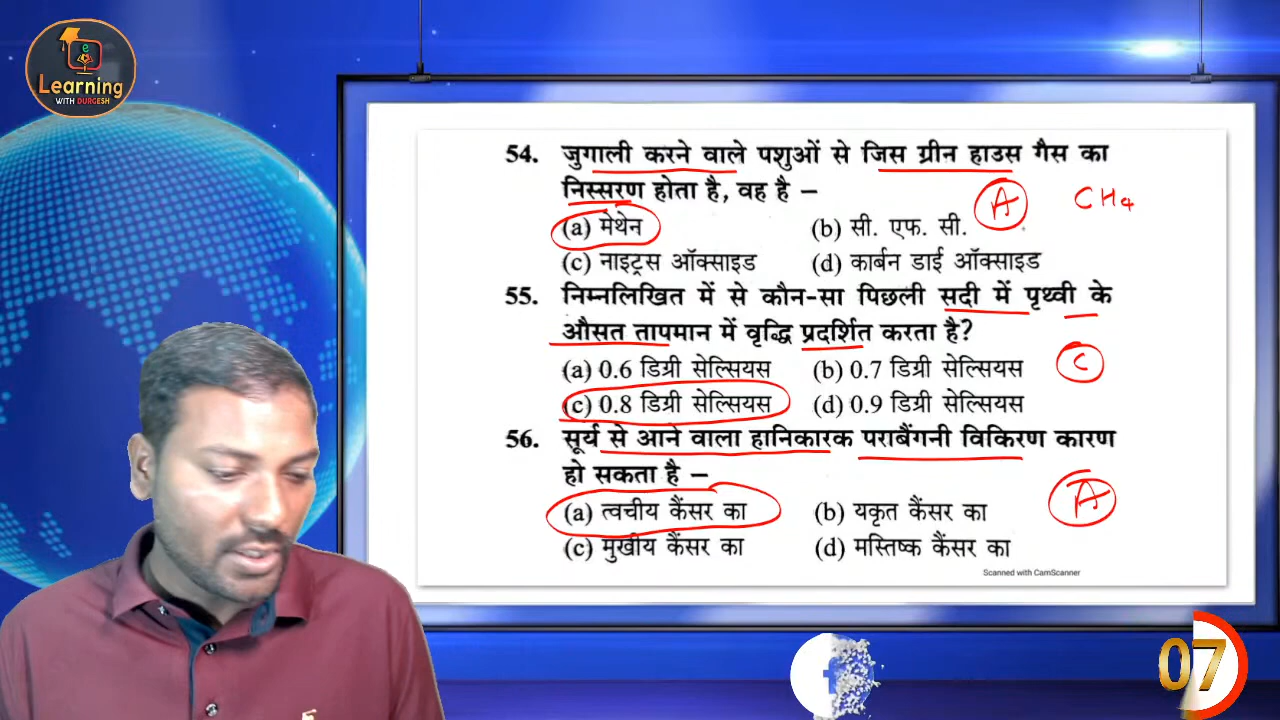 e
Learning
WITH DURGESH
54. जुगाली करने वाले पशुओं से जिस ग्रीन हाउस गैस का
निस्सरण होता है, वह है –
A CH4
(a) मेथेन (b) सी. एफ. सी.
(c) नाइट्रस ऑक्साइड (d) कार्बन डाई ऑक्साइड
55. निम्नलिखित में से कौन-सा पिछली सदी में पृथ्वी के
औसत तापमान में वृद्धि प्रदर्शित करता है?
(a) 0.6 डिग्री सेल्सियस (b) 0.7 डिग्री सेल्सियस
C
(c) 0.8 डिग्री सेल्सियस (d) 0.9 डिग्री सेल्सियस
56. सूर्य से आने वाला हानिकारक पराबैंगनी विकिरण कारण
हो सकता है –
A
(a) त्वचीय कैंसर का (b) यकृत कैंसर का
(c) मुखीय कैंसर का (d) मस्तिष्क कैंसर का
Scanned with CamScanner
07